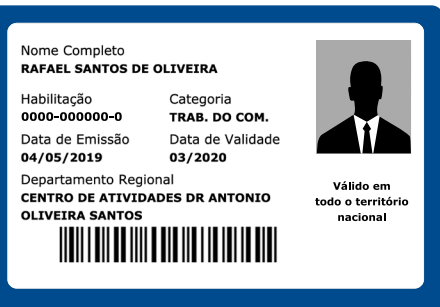 Nome Completo
RAFAEL SANTOS DE OLIVEIRA
Habilitação Categoria
0000-000000-0 TRAB. DO COM.
Data de Emissão Data de Validade
04/05/2019 03/2020
Departamento Regional
CENTRO DE ATIVIDADES DR ANTONIO
OLIVEIRA SANTOS
Válido em
todo o território
nacional